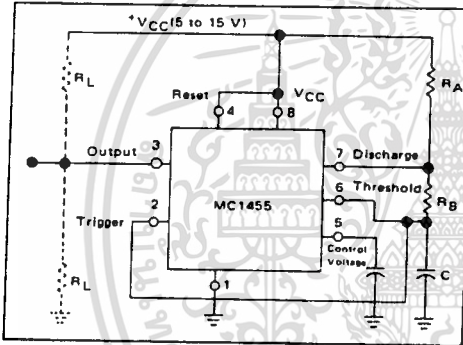 +VCC(5 to 15 V)
RL
RA
Reset
4
VCC
8
Output
3
7
Discharge
6
Threshold
RB
MC1455
2
Trigger
5
Control
Voltage
C
RL
1